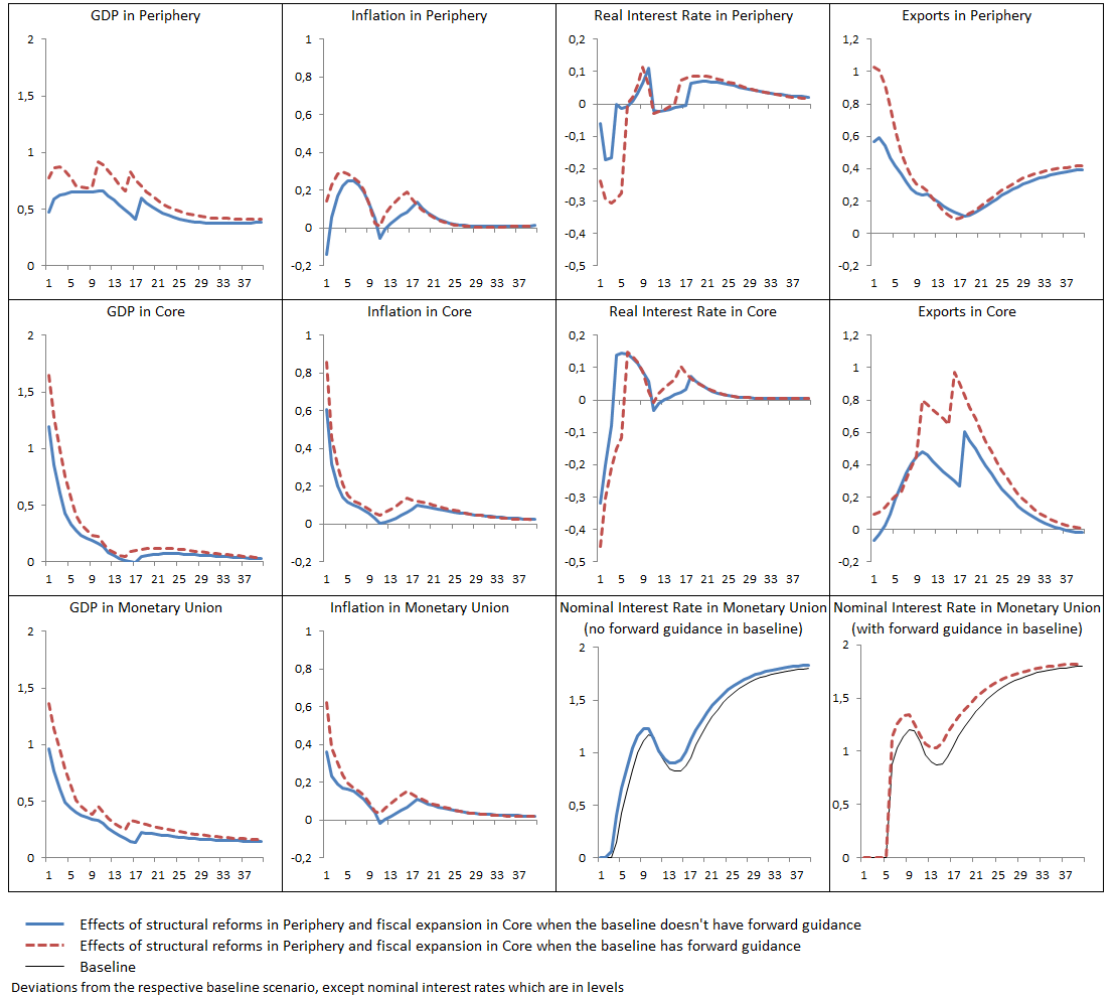 GDP in Periphery
2
1,5
1
0,5
0
1 5 9 13 17 21 25 29 33 37
Inflation in Periphery
1
0,8
0,6
0,4
0,2
0
-0,2
1 5 9 13 17 21 25 29 33 37
Real Interest Rate in Periphery
0,2
0,1
0
-0,1
-0,2
-0,3
-0,4
-0,5
1 5 9 13 17 21 25 29 33 37
Exports in Periphery
1,2
1
0,8
0,6
0,4
0,2
0
-0,2
1 5 9 13 17 21 25 29 33 37
GDP in Core
2
1,5
1
0,5
0
1 5 9 13 17 21 25 29 33 37
Inflation in Core
1
0,8
0,6
0,4
0,2
0
-0,2
1 5 9 13 17 21 25 29 33 37
Real Interest Rate in Core
0,2
0,1
0
-0,1
-0,2
-0,3
-0,4
-0,5
1 5 9 13 17 21 25 29 33 37
Exports in Core
1,2
1
0,8
0,6
0,4
0,2
0
-0,2
1 5 9 13 17 21 25 29 33 37
GDP in Monetary Union
2
1,5
1
0,5
0
1 5 9 13 17 21 25 29 33 37
Inflation in Monetary Union
1
0,8
0,6
0,4
0,2
0
-0,2
1 5 9 13 17 21 25 29 33 37
Nominal Interest Rate in Monetary Union
(no forward guidance in baseline)
2
1,5
1
0,5
0
1 5 9 13 17 21 25 29 33 37
Nominal Interest Rate in Monetary Union
(with forward guidance in baseline)
2
1,5
1
0,5
0
1 5 9 13 17 21 25 29 33 37
Effects of structural reforms in Periphery and fiscal expansion in Core when the baseline doesn't have forward guidance
Effects of structural reforms in Periphery and fiscal expansion in Core when the baseline has forward guidance
Baseline
Deviations from the respective baseline scenario, except nominal interest rates which are in levels